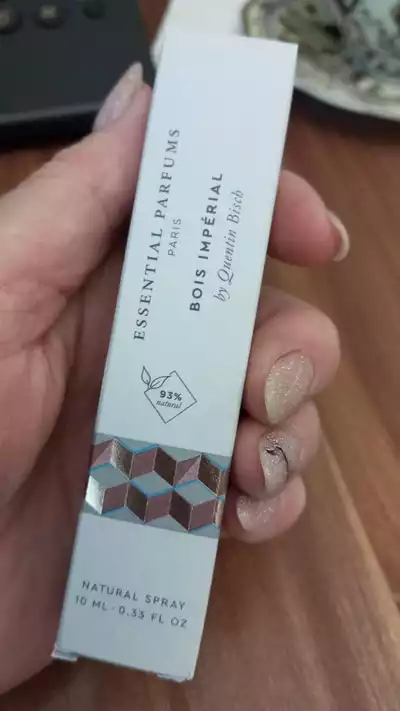 ESSENTIAL PARFUMS
PARIS
BOIS IMPÉRIAL
by Quentin Bisch
93%
natural
NATURAL SPRAY
10 ML · 0.33 FL OZ